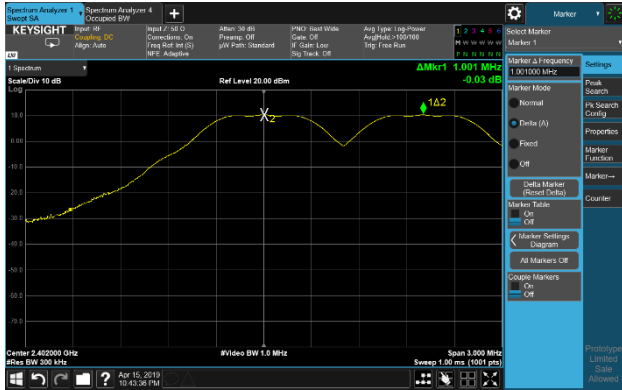 Spectrum Analyzer 1
Swept SA
Spectrum Analyzer 4
Occupied BW
Marker
KEYSIGHT
Input: RF
Coupling: DC
Align: Auto
Input Z: 50 Ω
Corrections: On
Freq Ref: Int (S)
NFE: Adaptive
Atten: 30 dB
Preamp: Off
µW Path: Standard
PNO: Best Wide
Gate: Off
IF Gain: Low
Sig Track: Off
Avg Type: Log-Power
Avg|Hold:>100/100
Trig: Free Run
1 2 3 4 5 6
M W W W W W
P N N N N N
Select Marker
Marker 1
1 Spectrum
Scale/Div 10 dB
Log
Ref Level 20.00 dBm
ΔMkr1 1.001 MHz
-0.03 dB
1Δ2
X2
10.0
0.00
-10.0
-20.0
-30.0
-40.0
-50.0
-60.0
-70.0
Center 2.402000 GHz
#Res BW 300 kHz
#Video BW 1.0 MHz
Span 3.000 MHz
Sweep 1.00 ms (1001 pts)
Marker Δ Frequency
1.001000 MHz
Marker Mode
Normal
Delta (Δ)
Fixed
Off
Delta Marker
(Reset Delta)
Marker Table
On
Off
Marker Settings
Diagram
All Markers Off
Couple Markers
On
Off
Settings
Peak
Search
Pk Search
Config
Properties
Marker
Function
Marker→
Counter
Prototype
Limited
Sale
Allowed
Apr 15, 2019
10:43:36 PM